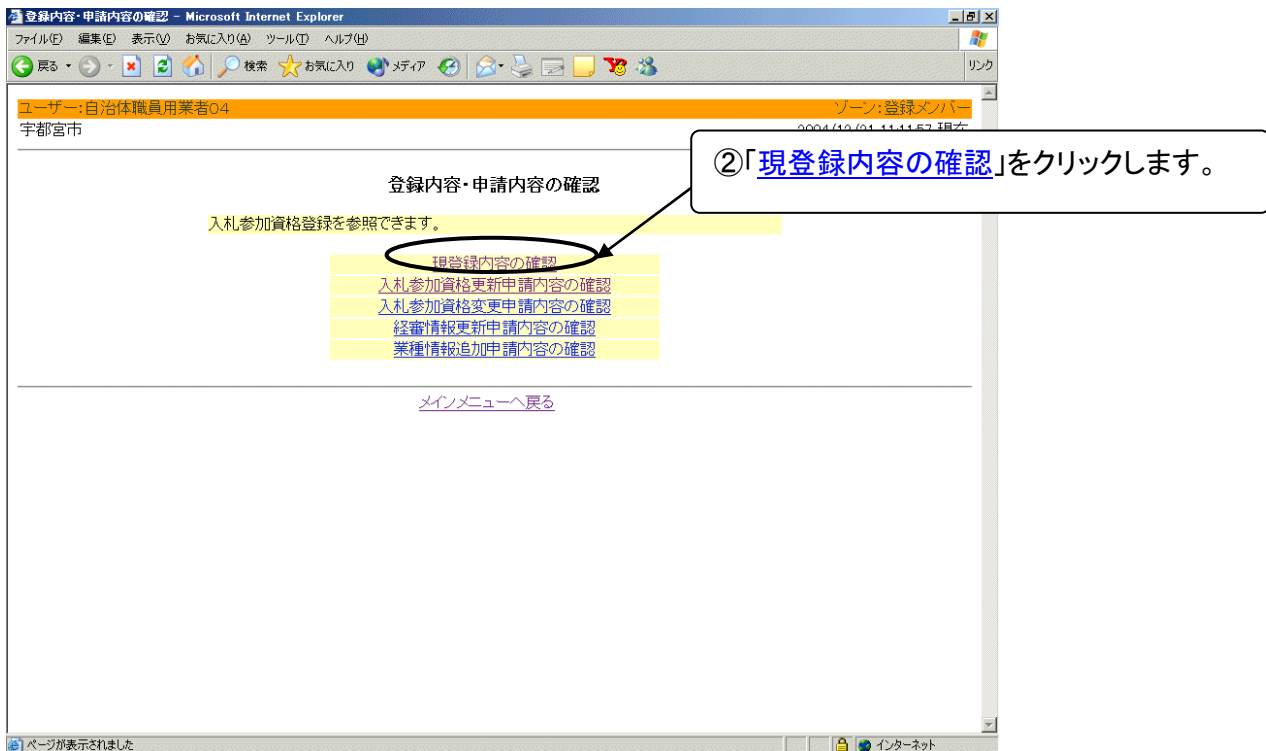 登録内容・申請内容の確認 - Microsoft Internet Explorer
ファイル(F) 編集(E) 表示(V) お気に入り(A) ツール(T) ヘルプ(H)
戻る 検索 お気に入り メディア リンク
ユーザー:自治体職員用業者04 ゾーン:登録メンバー
宇都宮市 2004/12/21 11:11:57 現在
②「現登録内容の確認」をクリックします。
登録内容・申請内容の確認
入札参加資格登録を参照できます。
現登録内容の確認
入札参加資格更新申請内容の確認
入札参加資格変更申請内容の確認
経審情報更新申請内容の確認
業種情報追加申請内容の確認
メインメニューへ戻る
ページが表示されました インターネット